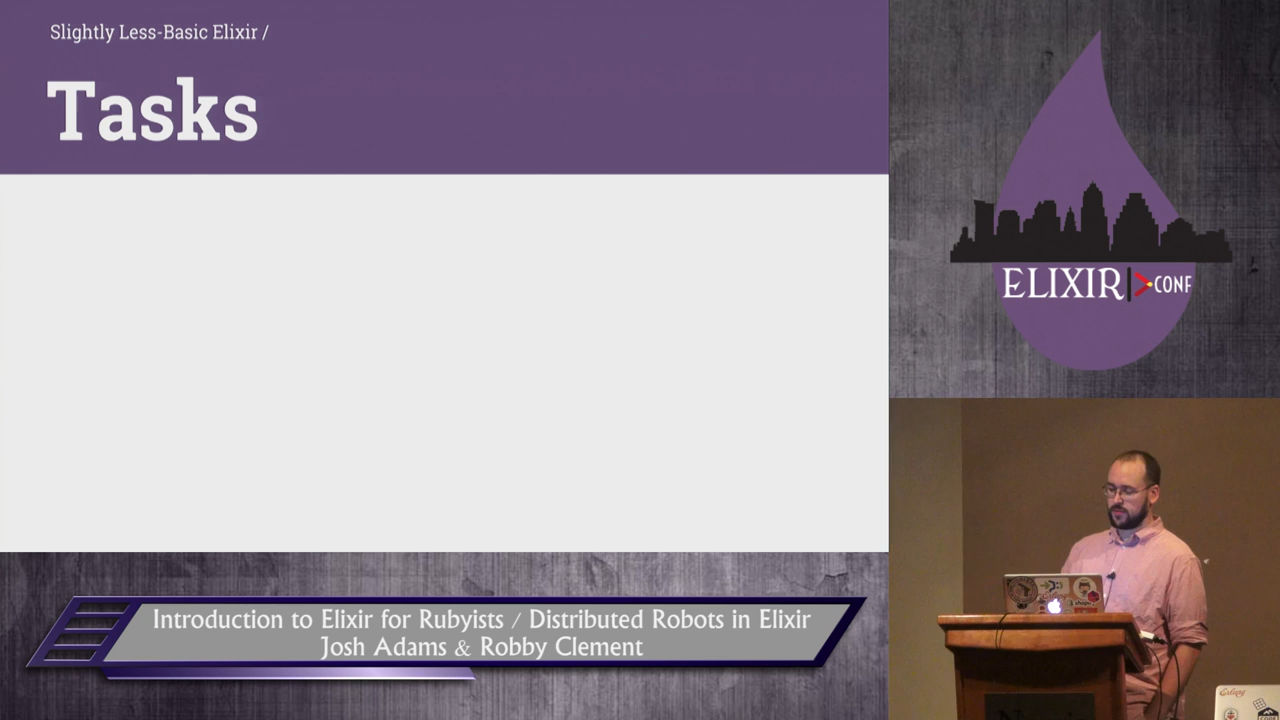 Slightly Less-Basic Elixir /
Tasks
ELIXIR|>CONF
Introduction to Elixir for Rubyists / Distributed Robots in Elixir
Josh Adams & Robby Clement
Erlang